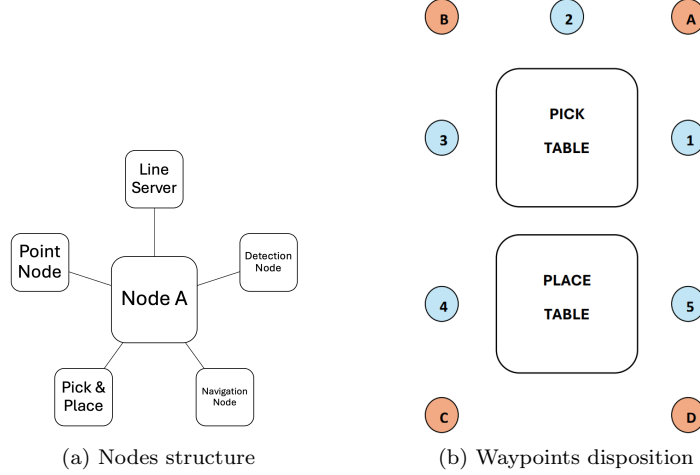 Line
Server
Point
Node
Detection
Node
Node A
Pick &
Place
Navigation
Node
(a) Nodes structure
B
2
A
PICK
TABLE
3
1
PLACE
TABLE
4
5
C
D
(b) Waypoints disposition